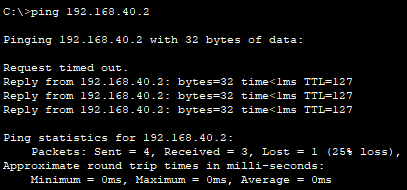 C:\>ping 192.168.40.2
Pinging 192.168.40.2 with 32 bytes of data:
Request timed out.
Reply from 192.168.40.2: bytes=32 time<1ms TTL=127
Reply from 192.168.40.2: bytes=32 time<1ms TTL=127
Reply from 192.168.40.2: bytes=32 time<1ms TTL=127
Ping statistics for 192.168.40.2:
    Packets: Sent = 4, Received = 3, Lost = 1 (25% loss),
Approximate round trip times in milli-seconds:
    Minimum = 0ms, Maximum = 0ms, Average = 0ms